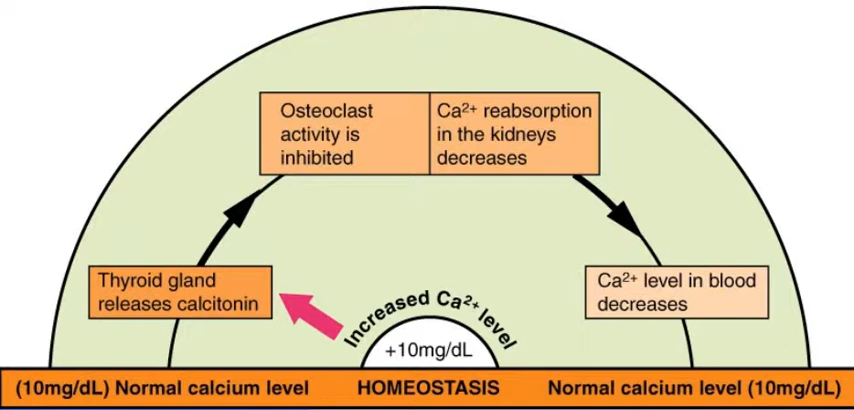 Osteoclast
activity is
inhibited
Ca²⁺ reabsorption
in the kidneys
decreases
Thyroid gland
releases calcitonin
Increased Ca²⁺ level
+10mg/dL
Ca²⁺ level in blood
decreases
(10mg/dL) Normal calcium level
HOMEOSTASIS
Normal calcium level (10mg/dL)